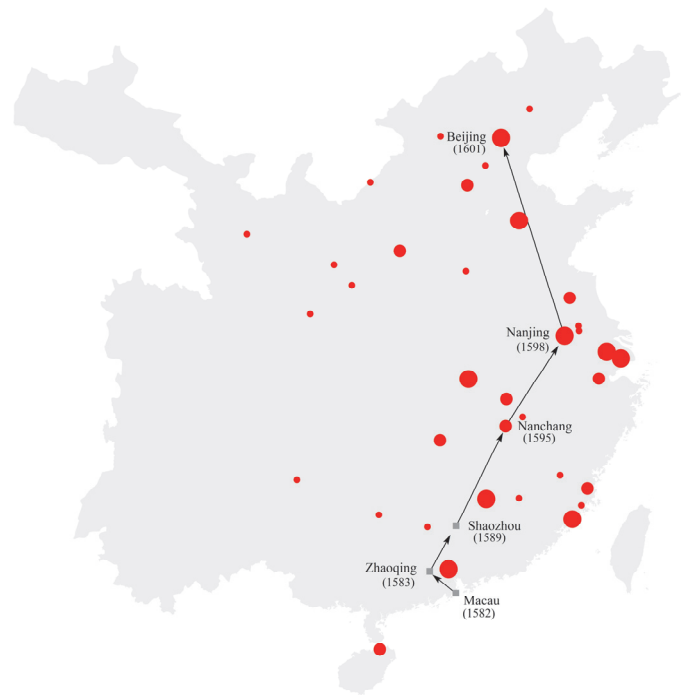 Beijing
(1601)
Nanjing
(1598)
Nanchang
(1595)
Shaozhou
(1589)
Zhaoqing
(1583)
Macau
(1582)